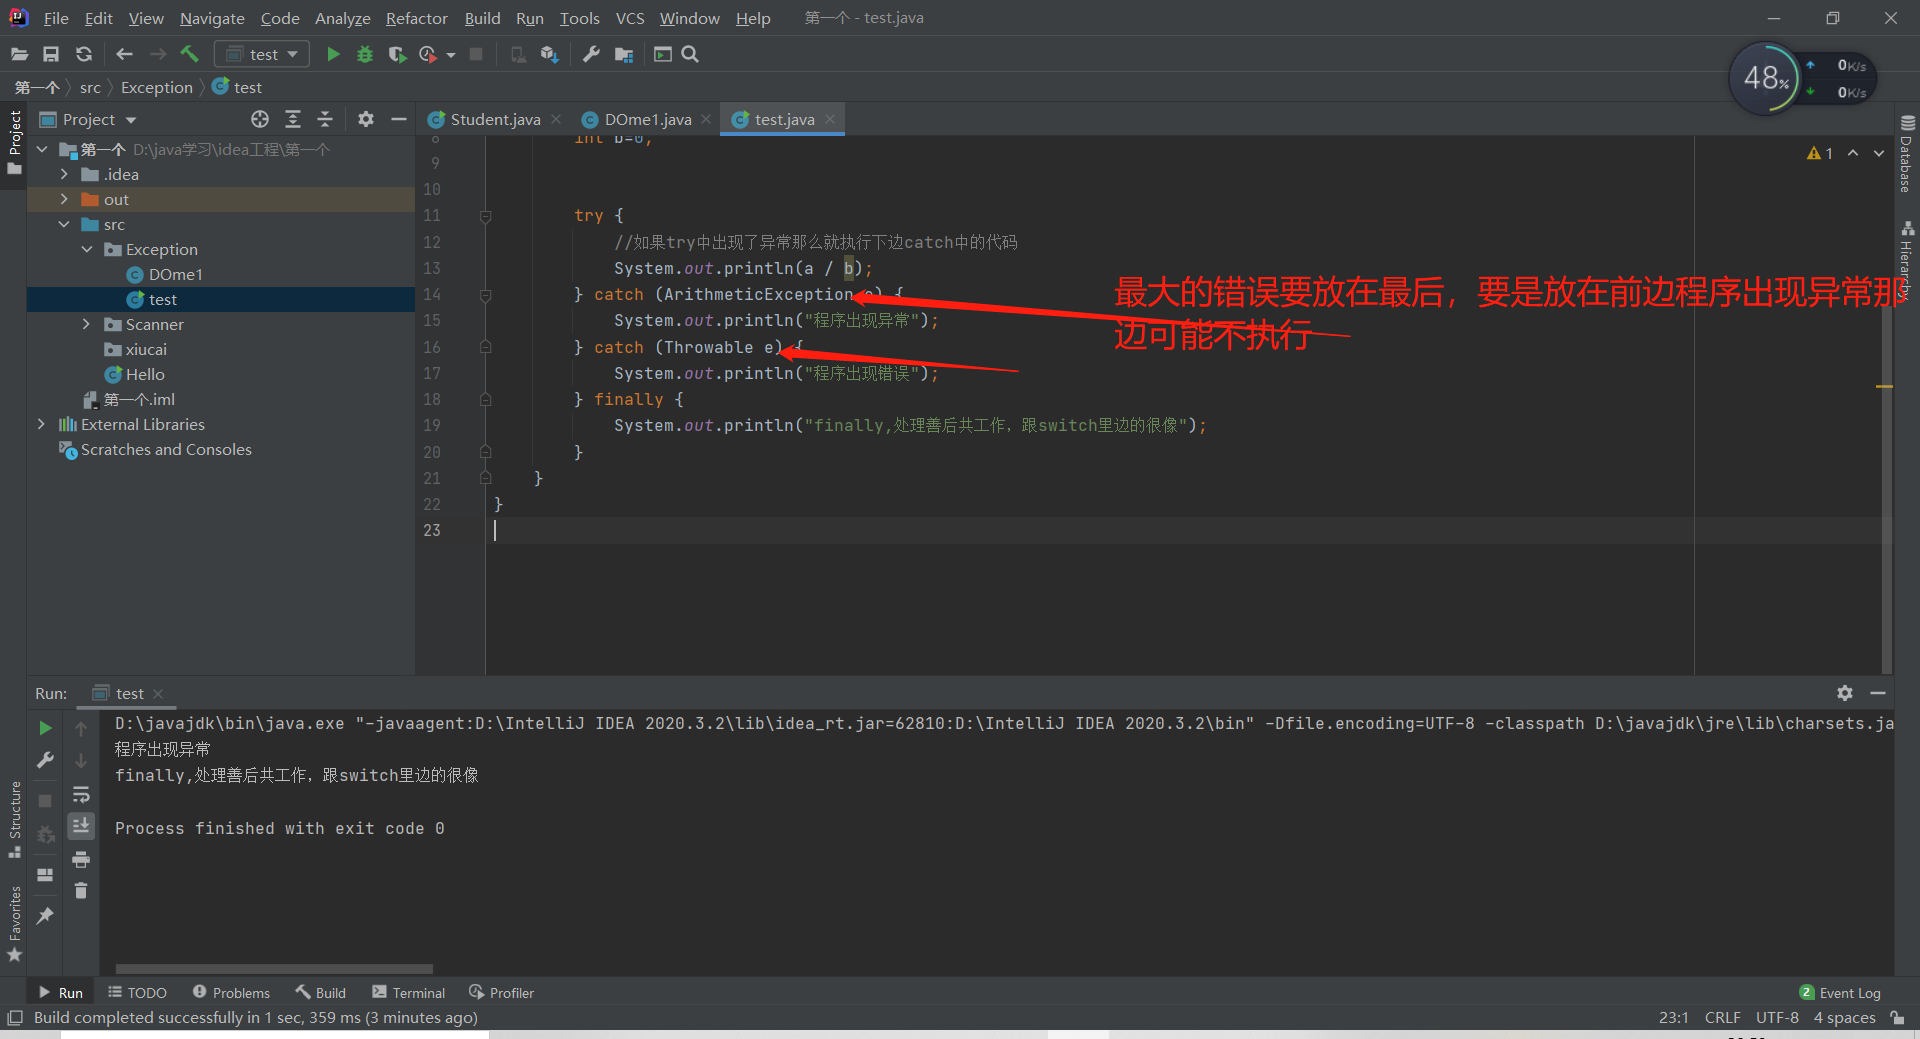 File Edit View Navigate Code Analyze Refactor Build Run Tools VCS Window Help 第一个 - test.java
test
第一个 src Exception test
48% 0K/s
0K/s
Project
Project
Student.java DOme1.java test.java
第一个 D:\java学习\idea工程\第一个
.idea
out
src
Exception
DOme1
test
Scanner
xiucai
Hello
第一个.iml
External Libraries
Scratches and Consoles
Structure
Favorites
Database
Hierarchy
1
8 int b=0;
9
10
11 try {
12 //如果try中出现了异常那么就执行下边catch中的代码
13 System.out.println(a / b);
14 } catch (ArithmeticException e) {
15 System.out.println("程序出现异常");
16 } catch (Throwable e) {
17 System.out.println("程序出现错误");
18 } finally {
19 System.out.println("finally,处理善后共工作，跟switch里边的很像");
20 }
21 }
22 }
23
最大的错误要放在最后，要是放在前边程序出现异常那
边可能不执行
Run: test
D:\javajdk\bin\java.exe "-javaagent:D:\IntelliJ IDEA 2020.3.2\lib\idea_rt.jar=62810:D:\IntelliJ IDEA 2020.3.2\bin" -Dfile.encoding=UTF-8 -classpath D:\javajdk\jre\lib\charsets.ja
程序出现异常
finally,处理善后共工作，跟switch里边的很像
Process finished with exit code 0
Run TODO Problems Build Terminal Profiler 2 Event Log
Build completed successfully in 1 sec, 359 ms (3 minutes ago) 23:1 CRLF UTF-8 4 spaces